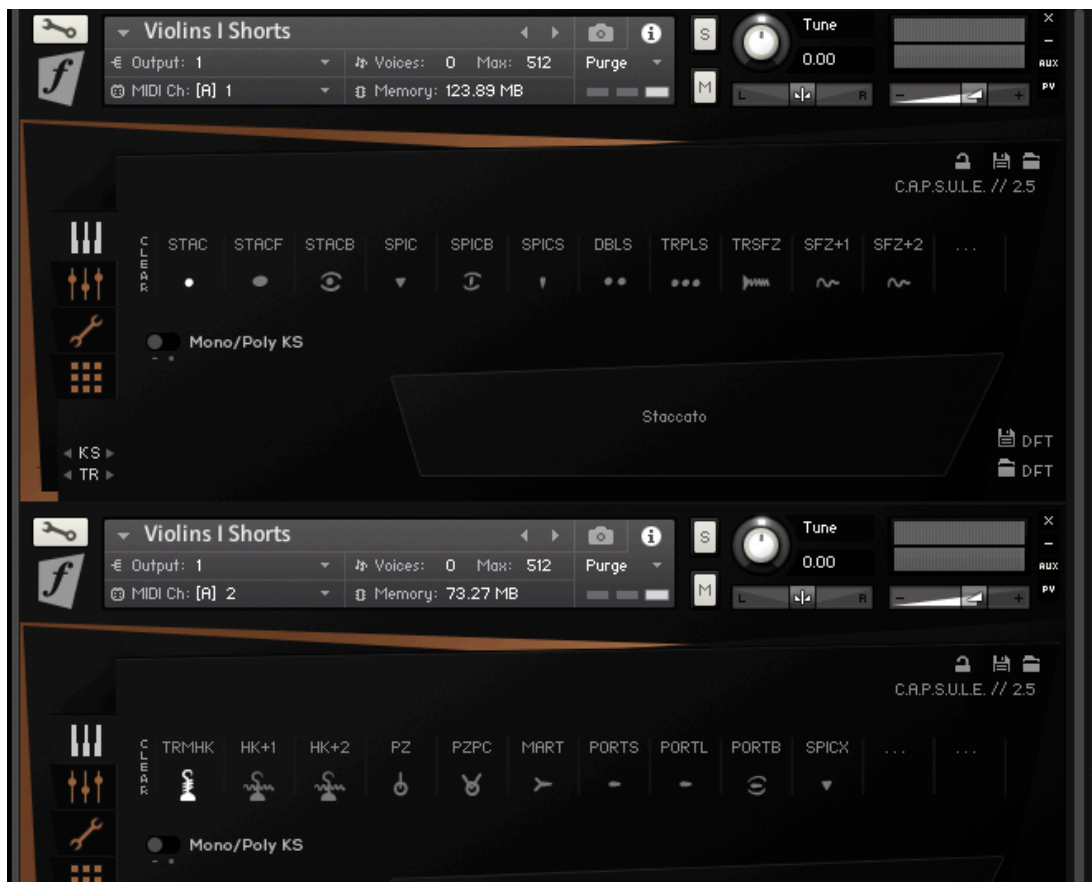 Violins I Shorts
Output: 1 Voices: 0 Max: 512 Purge
MIDI Ch: [A] 1 Memory: 123.89 MB
S
M
Tune
0.00
L R
- +
×
-
AUX
PV
C.A.P.S.U.L.E. // 2.5
CLEAR
STAC STACF STACB SPIC SPICB SPICS DBLS TRPLS TRSFZ SFZ+1 SFZ+2 ...
Mono/Poly KS
Staccato
KS
TR
DFT
DFT
Violins I Shorts
Output: 1 Voices: 0 Max: 512 Purge
MIDI Ch: [A] 2 Memory: 73.27 MB
S
M
Tune
0.00
L R
- +
×
-
AUX
PV
C.A.P.S.U.L.E. // 2.5
CLEAR
TRMHK HK+1 HK+2 PZ PZPC MART PORTS PORTL PORTB SPICX ... ...
Mono/Poly KS